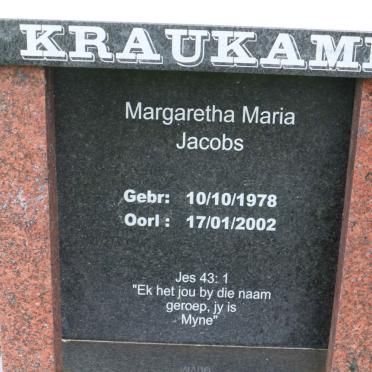 KRAUKAM
Margaretha Maria
Jacobs
Gebr: 10/10/1978
Oorl : 17/01/2002
Jes 43: 1
"Ek het jou by die naam
geroep, jy is
Myne"